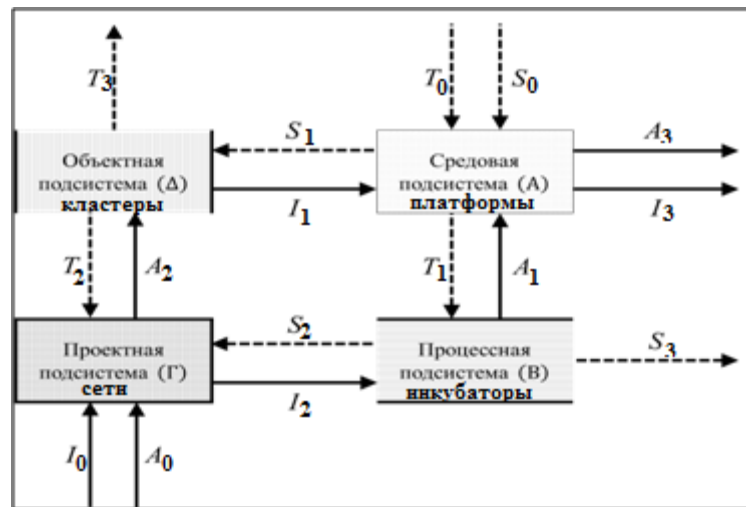 T3
T0
S0
Объектная
подсистема (Δ)
кластеры
S1
I1
Средовая
подсистема (А)
платформы
A3
I3
T2
A2
T1
A1
Проектная
подсистема (Г)
сети
S2
I2
Процессная
подсистема (В)
инкубаторы
S3
I0
A0